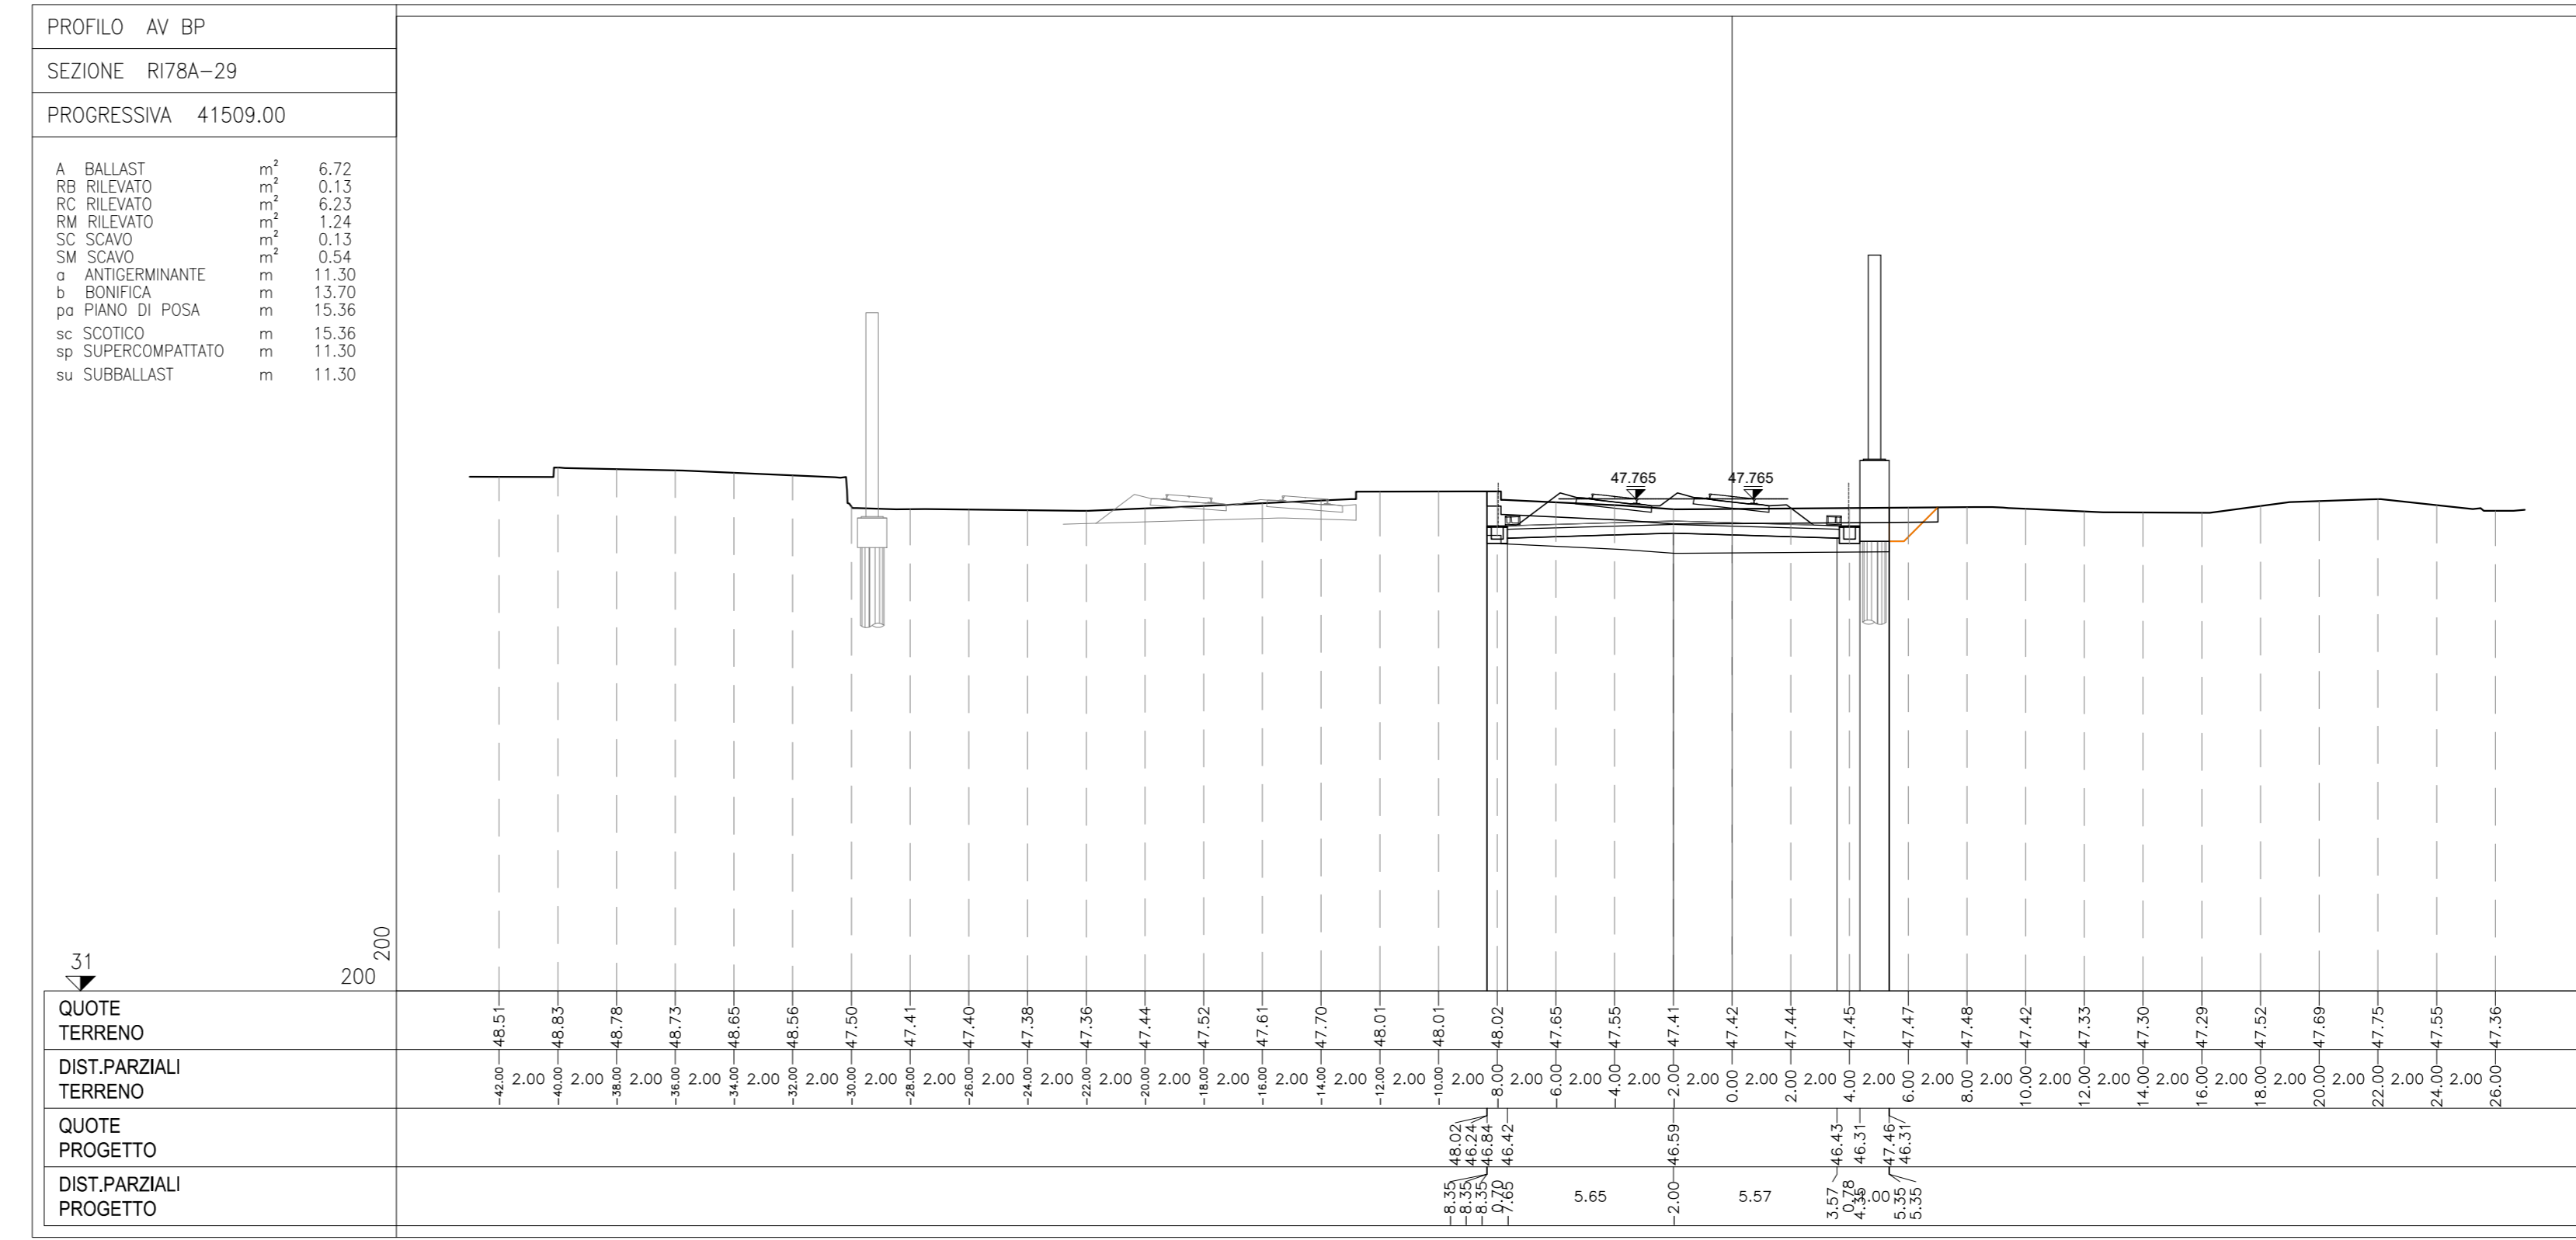 PROFILO AV BP
SEZIONE RI78A-29
PROGRESSIVA 41509.00
A BALLAST m² 6.72
RB RILEVATO m² 0.13
RC RILEVATO m² 6.23
RM RILEVATO m² 1.24
SC SCAVO m² 0.13
SM SCAVO m² 0.54
a ANTIGERMINANTE m 11.30
b BONIFICA m 13.70
pa PIANO DI POSA m 15.36
sc SCOTICO m 15.36
sp SUPERCOMPATTATO m 11.30
su SUBBALLAST m 11.30
47.765 47.765
31 200 200
QUOTE TERRENO
48.51 48.83 48.78 48.73 48.65 48.56 47.50 47.41 47.40 47.38 47.36 47.44 47.52 47.61 47.70 48.01 48.01 48.02 47.65 47.55 47.41 47.42 47.44 47.45 47.47 47.48 47.42 47.33 47.30 47.29 47.52 47.69 47.75 47.55 47.36
DIST.PARZIALI TERRENO
-42.00 2.00 -40.00 2.00 -38.00 2.00 -36.00 2.00 -34.00 2.00 -32.00 2.00 -30.00 2.00 -28.00 2.00 -26.00 2.00 -24.00 2.00 -22.00 2.00 -20.00 2.00 -18.00 2.00 -16.00 2.00 -14.00 2.00 -12.00 2.00 -10.00 2.00 -8.00 2.00 -6.00 2.00 -4.00 2.00 -2.00 2.00 0.00 2.00 2.00 2.00 4.00 2.00 6.00 2.00 8.00 2.00 10.00 2.00 12.00 2.00 14.00 2.00 16.00 2.00 18.00 2.00 20.00 2.00 22.00 2.00 24.00 2.00 26.00
QUOTE PROGETTO
48.02 46.24 46.84 46.42 46.59 46.43 46.31 47.46 46.31
DIST.PARZIALI PROGETTO
-8.35 -8.35 -8.35 0.70 -7.65 5.65 -2.00 5.57 3.57 0.78 4.35 1.00 5.35 5.35